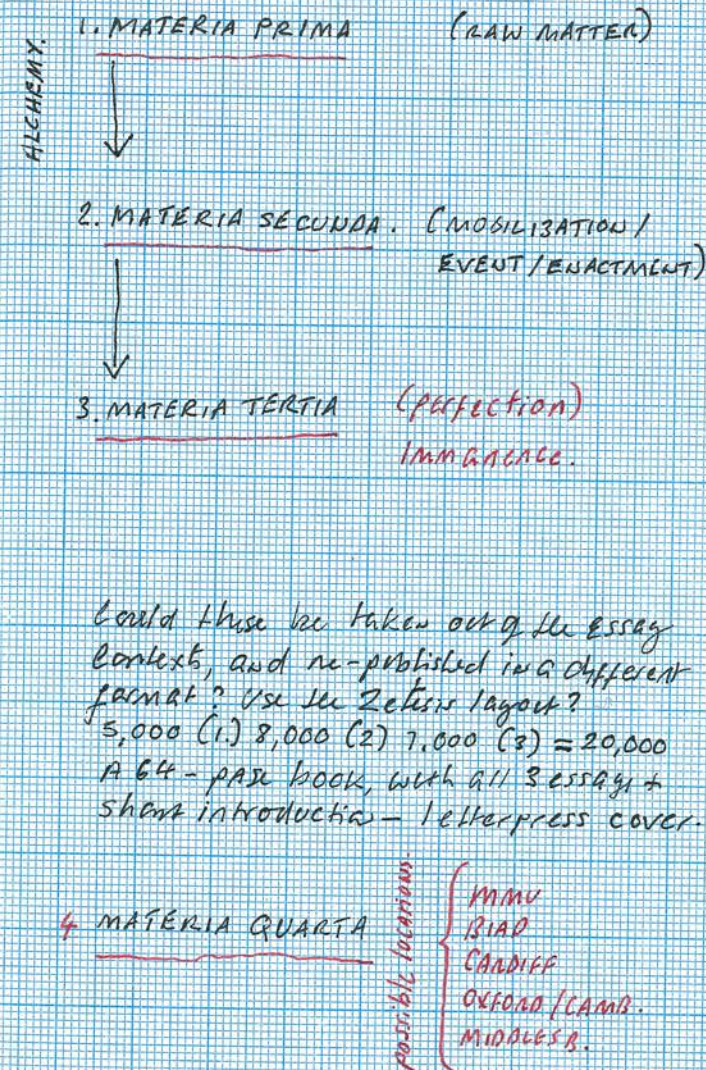 ALCHEMY.
1. MATERIA PRIMA (RAW MATTER)
2. MATERIA SECUNDA. (MOBILIZATION/
EVENT/ENACTMENT)
3. MATERIA TERTIA (perfection)
immanence.
Could these be taken out of the essay
context, and re-published in a different
format? Use the Zetesis layout?
5,000 (1.) 8,000 (2) 7.000 (3) = 20,000
A 64-page book, with all 3 essays +
short introduction – letterpress cover.
4 MATERIA QUARTA
possible locations.
MMU
BIAD
CARDIFF
OXFORD/CAMB.
MIDDLESB.